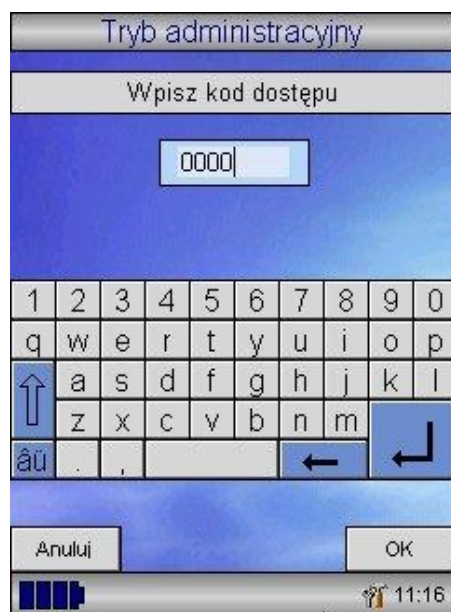 Tryb administracyjny
Wpisz kod dostępu
0000
1 2 3 4 5 6 7 8 9 0
q w e r t y u i o p
a s d f g h j k l
z x c v b n m
âü . ,
Anuluj OK
11:16